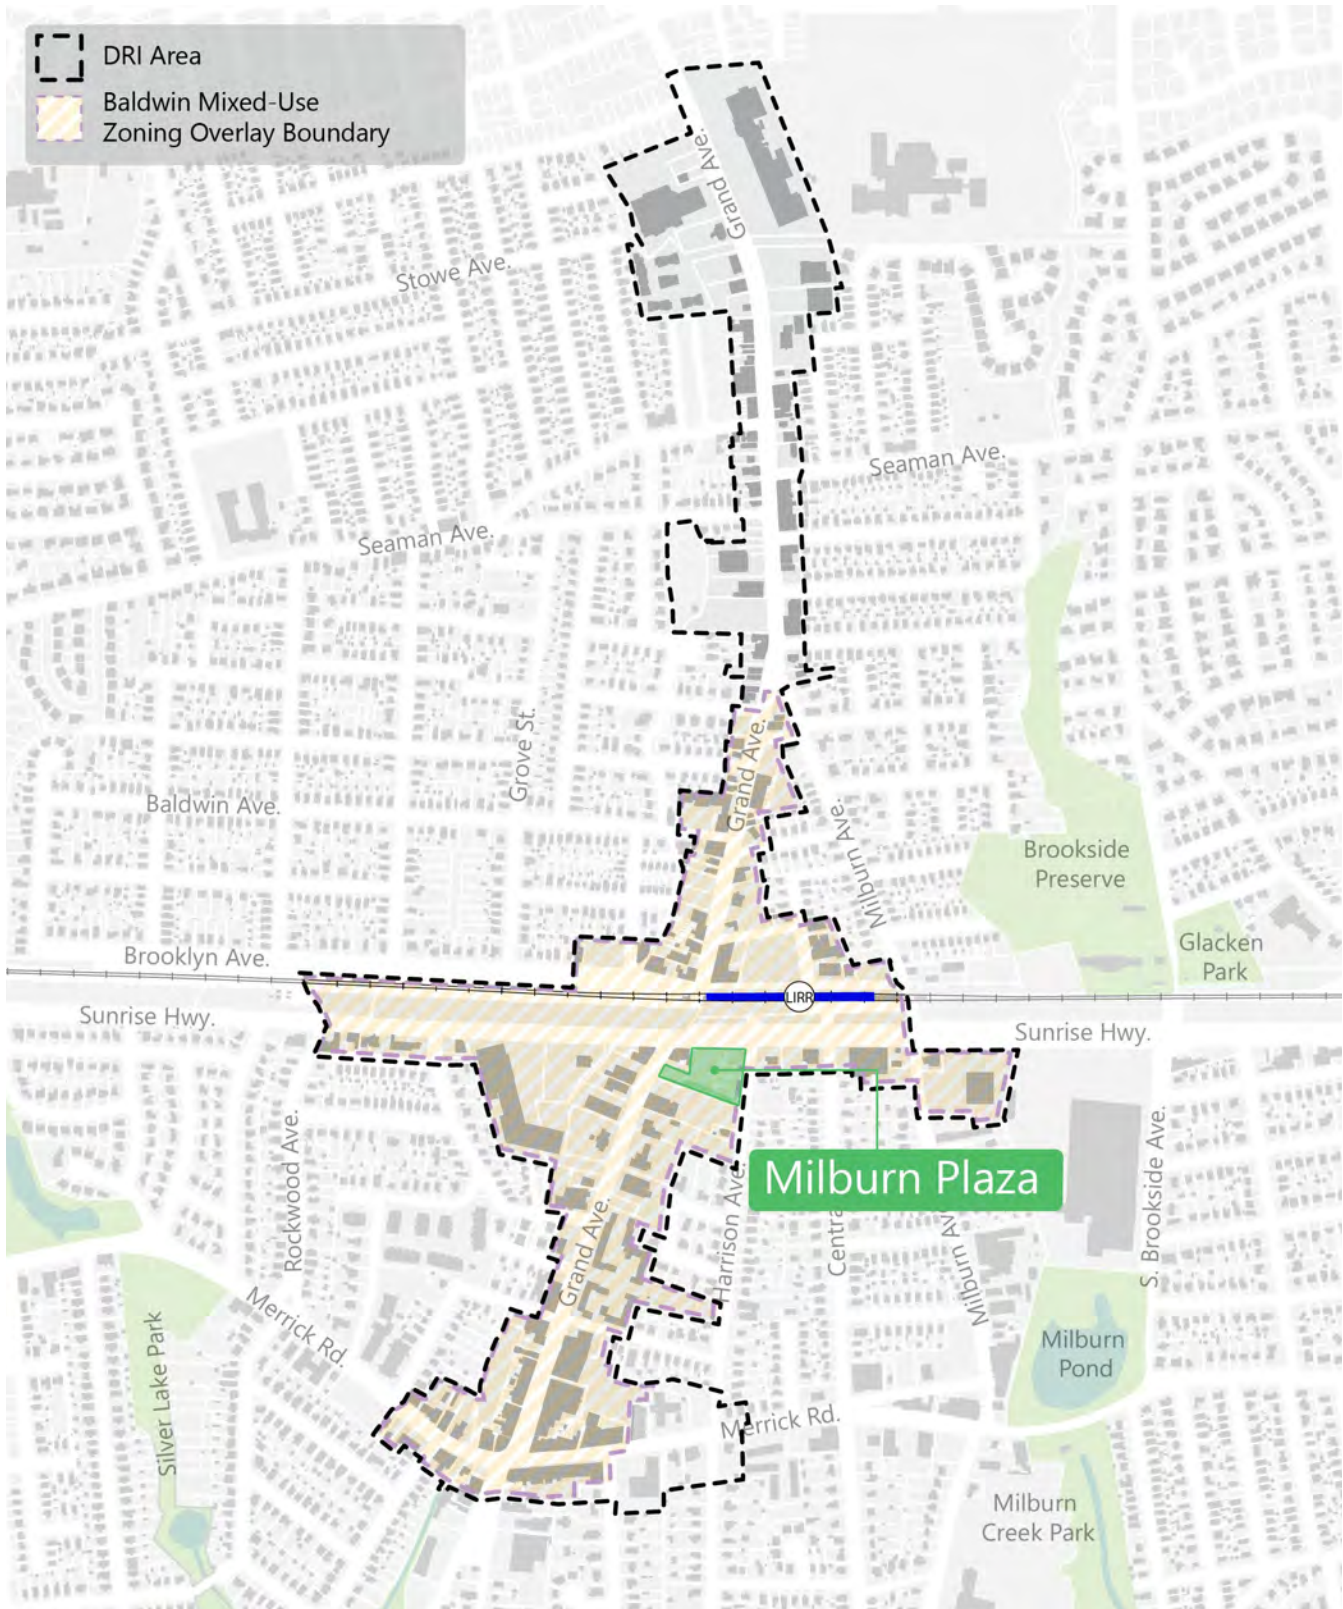 DRI Area
Baldwin Mixed-Use
Zoning Overlay Boundary
Grand Ave.
Stowe Ave.
Seaman Ave.
Seaman Ave.
Grove St.
Grand Ave.
Baldwin Ave.
Milburn Ave.
Brookside
Preserve
Glacken
Park
Brooklyn Ave.
LIRR
Sunrise Hwy.
Sunrise Hwy.
Rockwood Ave.
Milburn Plaza
Harrison Ave.
Centra
Milburn Ave
S. Brookside Ave.
Grand Ave.
Merrick Rd.
Silver Lake Park
Milburn
Pond
Merrick Rd.
Milburn
Creek Park